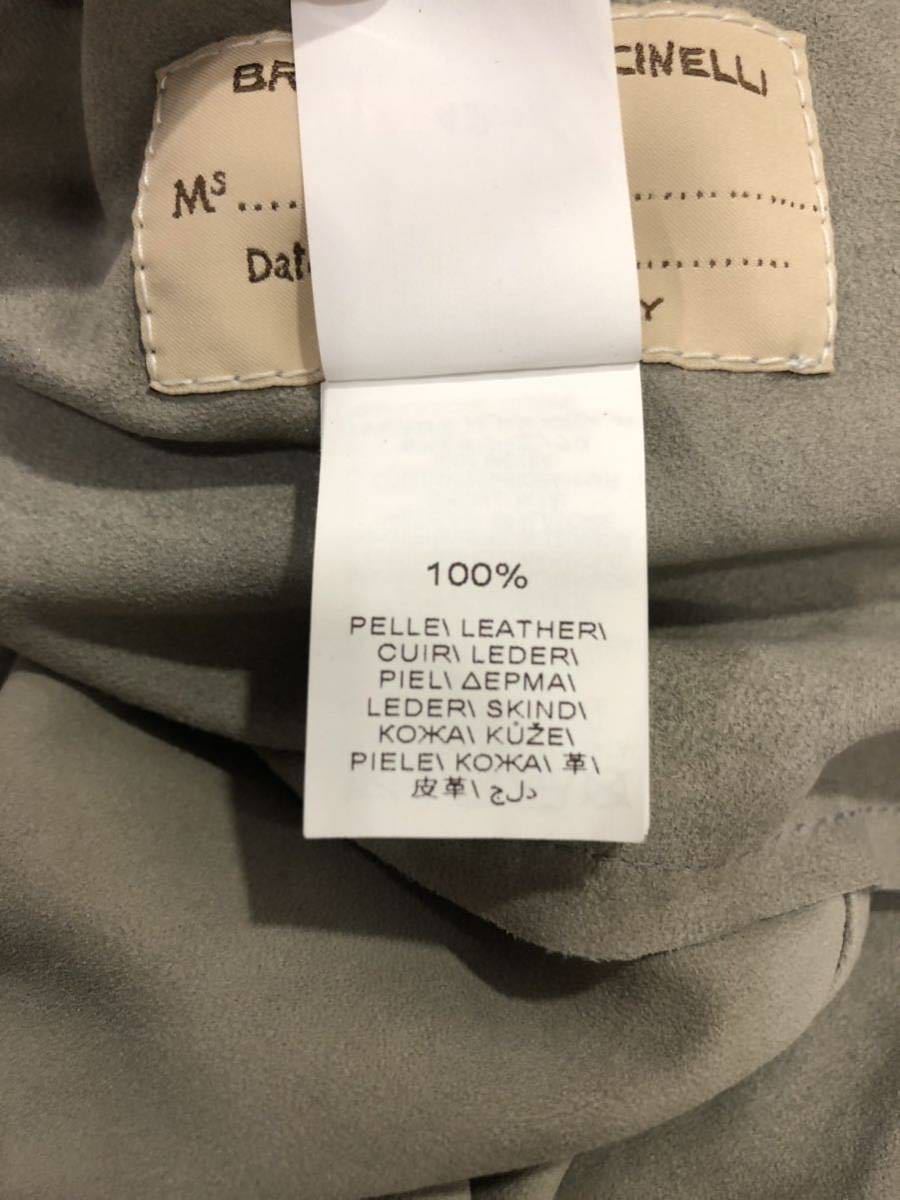 BR CINELLI
Ms
Dat
Y
100%
PELLE\ LEATHER\
CUIR\ LEDER\
PIEL\ ΔΕΡΜΑ\
LEDER\ SKIND\
КОЖА\ KŮŽE\
PIELE\ КОЖА\ 革\
皮革\ دلج